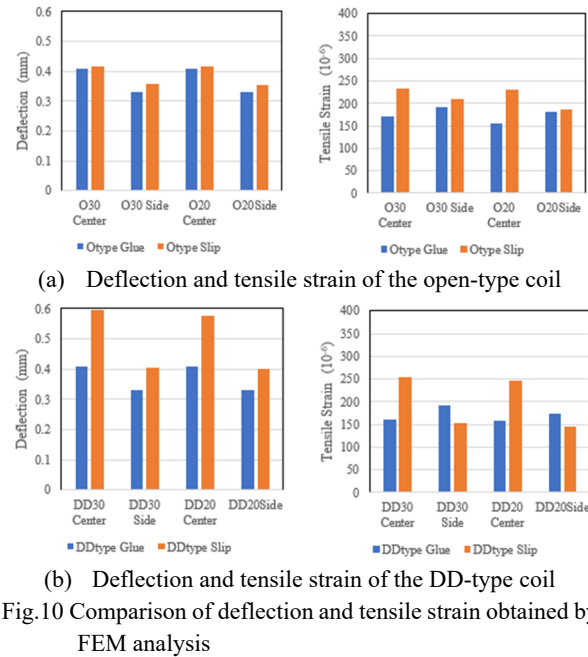 0.6
0.5
0.4
0.3
0.2
0.1
0
Deflection (mm)
O30 Center
O30 Side
O20 Center
O20Side
Otype Glue
Otype Slip
400
350
300
250
200
150
100
50
0
Tensile Strain (10⁻⁶)
O30 Center
O30 Side
O20 Center
O20Side
Otype Glue
Otype Slip
(a) Deflection and tensile strain of the open-type coil
0.6
0.5
0.4
0.3
0.2
0.1
0
Deflection (mm)
DD30 Center
DD30 Side
DD20 Center
DD20Side
DDtype Glue
DDtype Slip
400
350
300
250
200
150
100
50
0
Tensile Strain (10⁻⁶)
DD30 Center
DD30 Side
DD20 Center
DD20Side
DDtype Glue
DDtype Slip
(b) Deflection and tensile strain of the DD-type coil
Fig.10 Comparison of deflection and tensile strain obtained by
FEM analysis